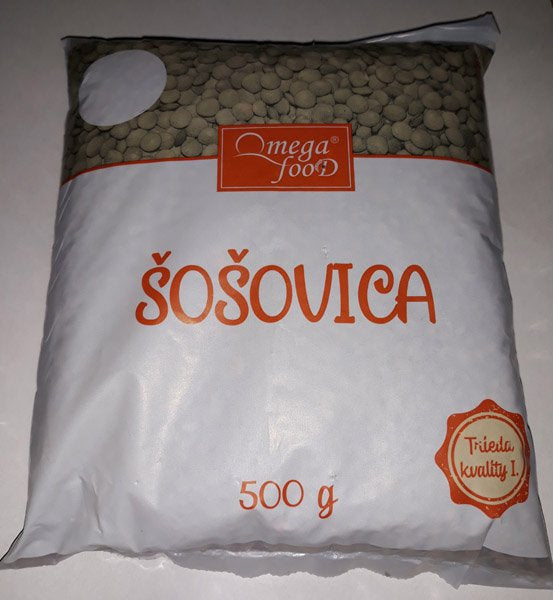 Omega®
fooD
ŠOŠOVICA
Trieda
kvality I.
500 g